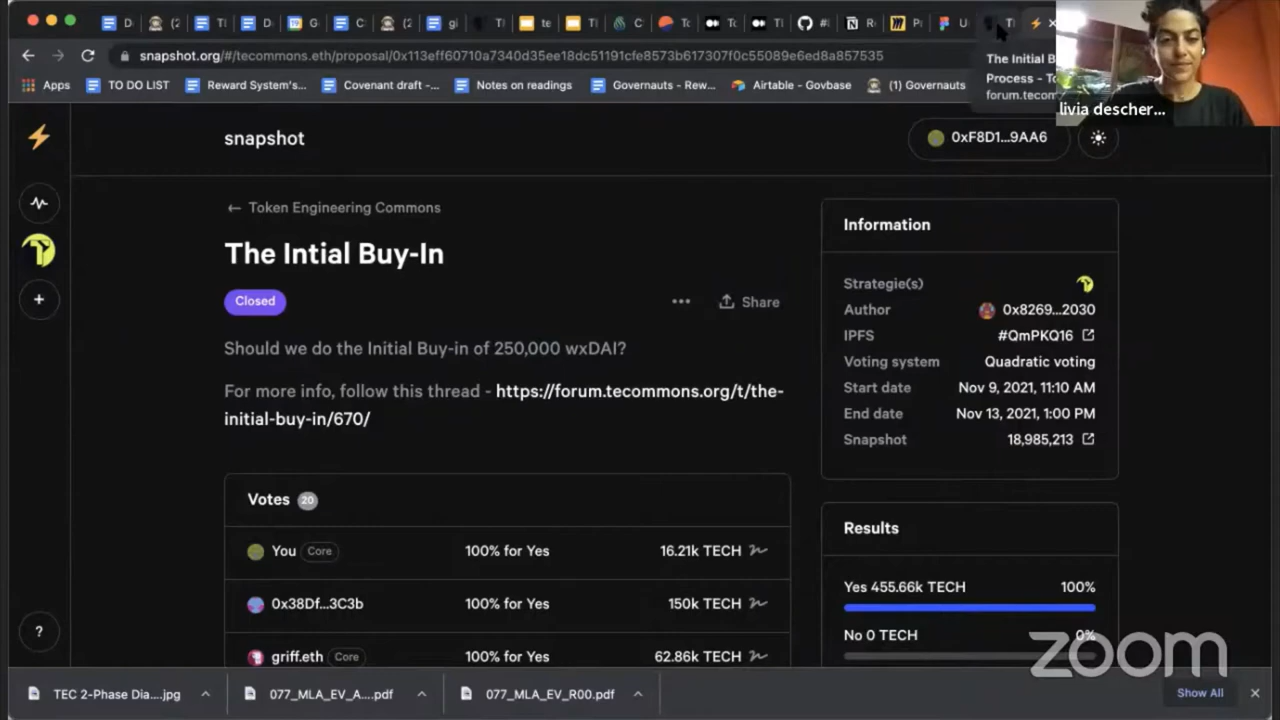 snapshot.org/#/tecommons.eth/proposal/0x113eff60710a7340d35ee18dc51191cfe8573b617307f0c55089e6ed8a857535
Apps
TO DO LIST
Reward System's...
Covenant draft -...
Notes on readings
Governauts - Rew...
Airtable - Govbase
(1) Governauts
The Initial B
Process - To
forum.tecom
livia descher...
snapshot
0xF8D1...9AA6
← Token Engineering Commons
The Intial Buy-In
Closed
Share
Should we do the Initial Buy-in of 250,000 wxDAI?
For more info, follow this thread - https://forum.tecommons.org/t/the-
initial-buy-in/670/
Votes 20
You Core 100% for Yes 16.21k TECH
0x38Df...3C3b 100% for Yes 150k TECH
griff.eth Core 100% for Yes 62.86k TECH
Information
Strategie(s)
Author 0x8269...2030
IPFS #QmPKQ16
Voting system Quadratic voting
Start date Nov 9, 2021, 11:10 AM
End date Nov 13, 2021, 1:00 PM
Snapshot 18,985,213
Results
Yes 455.66k TECH 100%
No 0 TECH 0%
?
zoom
TEC 2-Phase Dia....jpg
077_MLA_EV_A....pdf
077_MLA_EV_R00.pdf
Show All